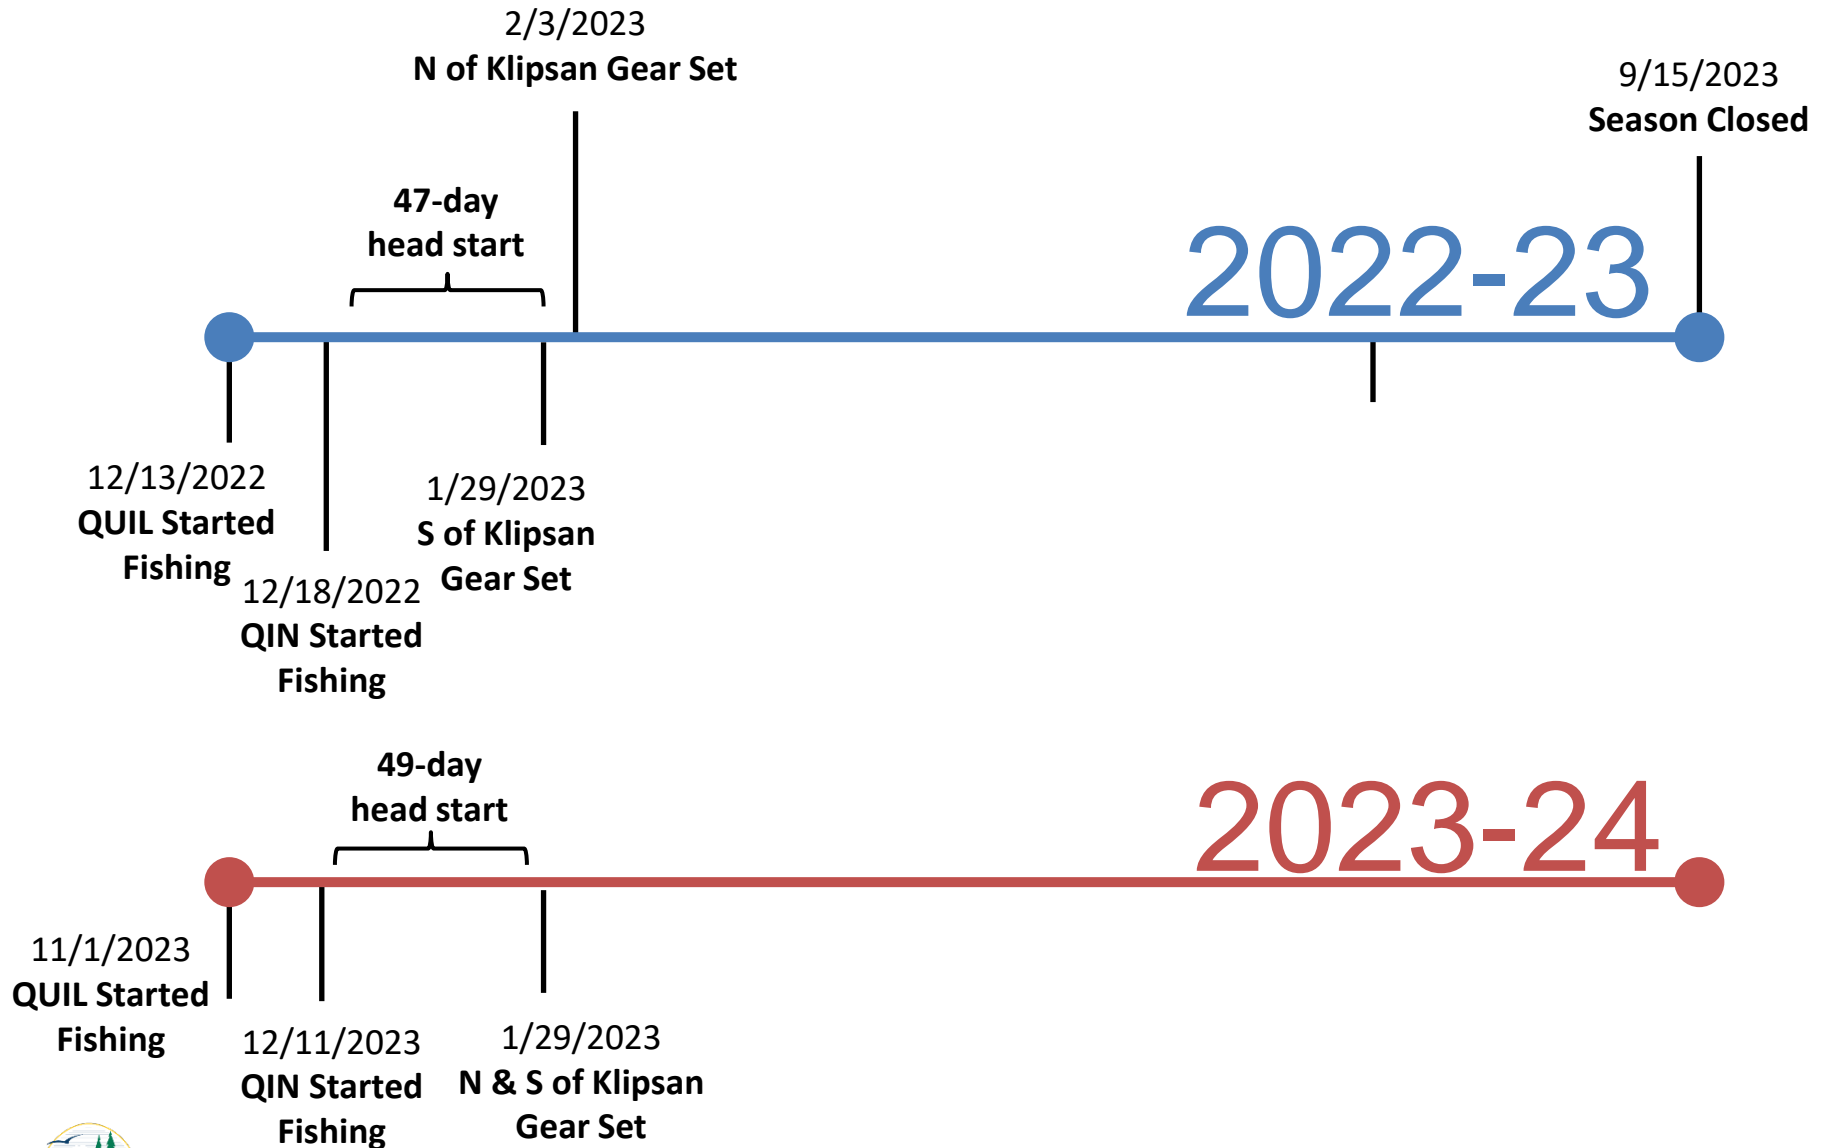 2/3/2023
N of Klipsan Gear Set
9/15/2023
Season Closed
47-day
head start
2022-23
12/13/2022
QUIL Started
Fishing
12/18/2022
QIN Started
Fishing
1/29/2023
S of Klipsan
Gear Set
49-day
head start
2023-24
11/1/2023
QUIL Started
Fishing
12/11/2023
QIN Started
Fishing
1/29/2023
N & S of Klipsan
Gear Set